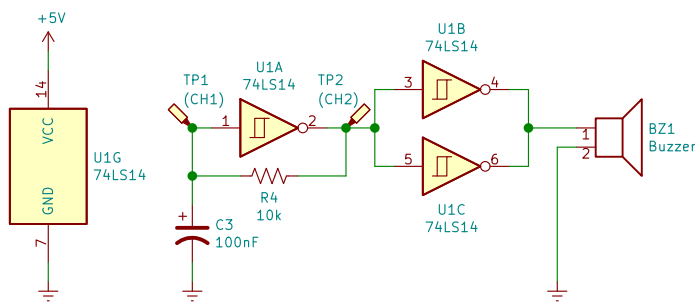 +5V
14
VCC
U1G
74LS14
GND
7
TP1
(CH1)
U1A
74LS14
1
2
TP2
(CH2)
R4
10k
+
C3
100nF
U1B
74LS14
3
4
5
6
U1C
74LS14
1
2
BZ1
Buzzer